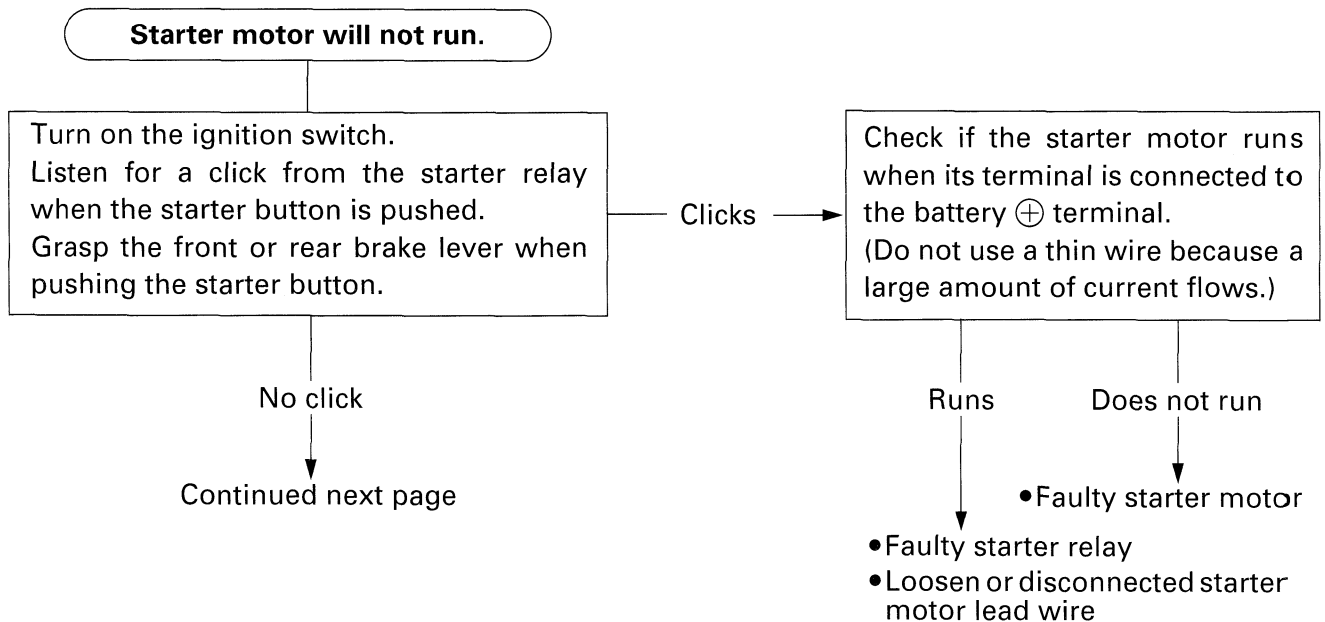 Starter motor will not run.
Turn on the ignition switch.
Listen for a click from the starter relay
when the starter button is pushed.
Grasp the front or rear brake lever when
pushing the starter button.
Clicks
Check if the starter motor runs
when its terminal is connected to
the battery ⊕ terminal.
(Do not use a thin wire because a
large amount of current flows.)
No click
Continued next page
Runs
Does not run
•Faulty starter motor
•Faulty starter relay
•Loosen or disconnected starter
motor lead wire